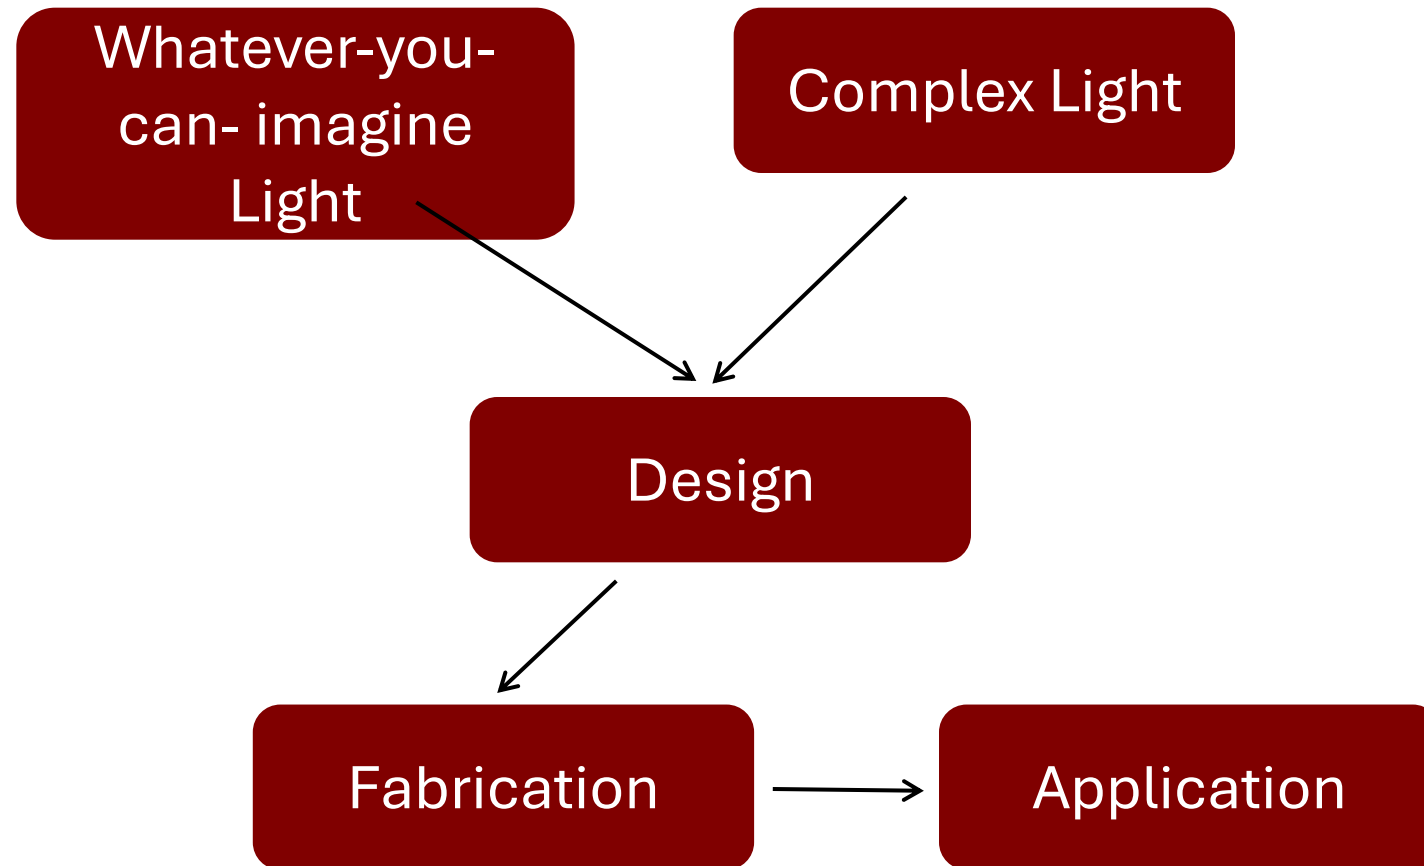 Whatever-you-
can- imagine
Light
Complex Light
Design
Fabrication
Application